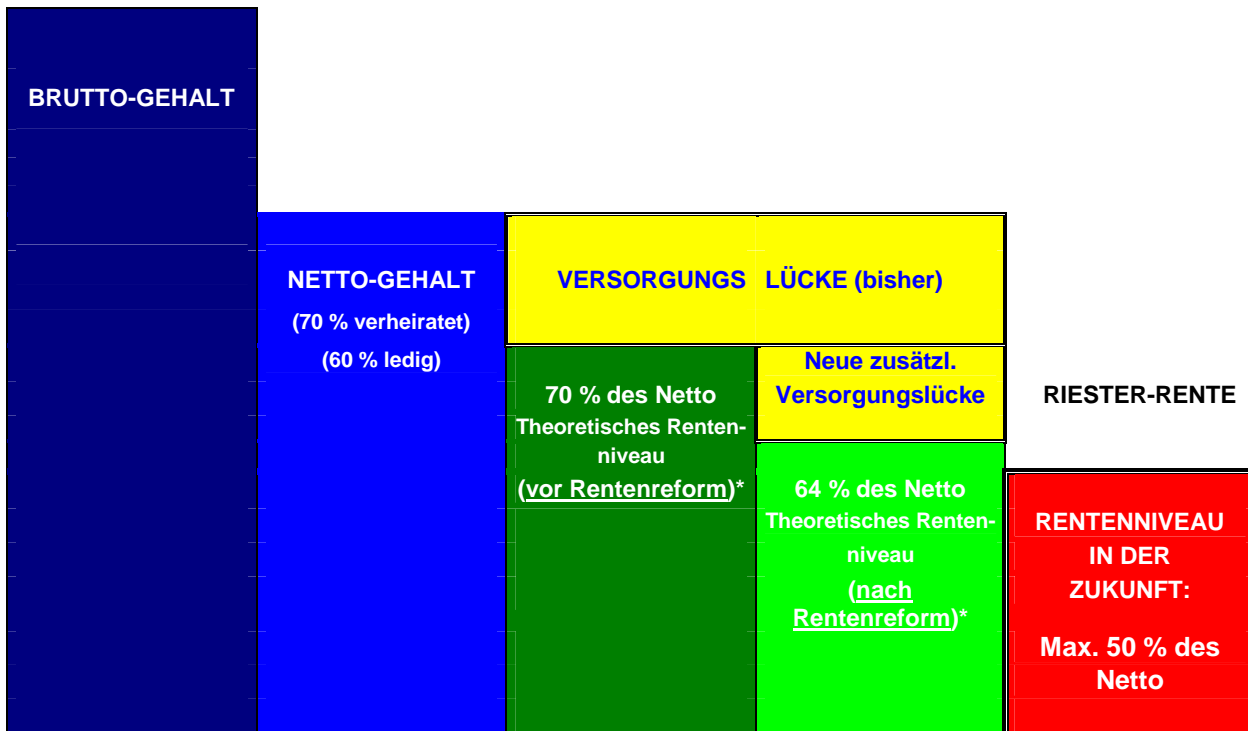 BRUTTO-GEHALT
NETTO-GEHALT
(70 % verheiratet)
(60 % ledig)
VERSORGUNGS LÜCKE (bisher)
70 % des Netto
Theoretisches Renten-
niveau
(vor Rentenreform)*
Neue zusätzl.
Versorgungslücke
64 % des Netto
Theoretisches Renten-
niveau
(nach
Rentenreform)*
RIESTER-RENTE
RENTENNIVEAU
IN DER
ZUKUNFT:
Max. 50 % des
Netto